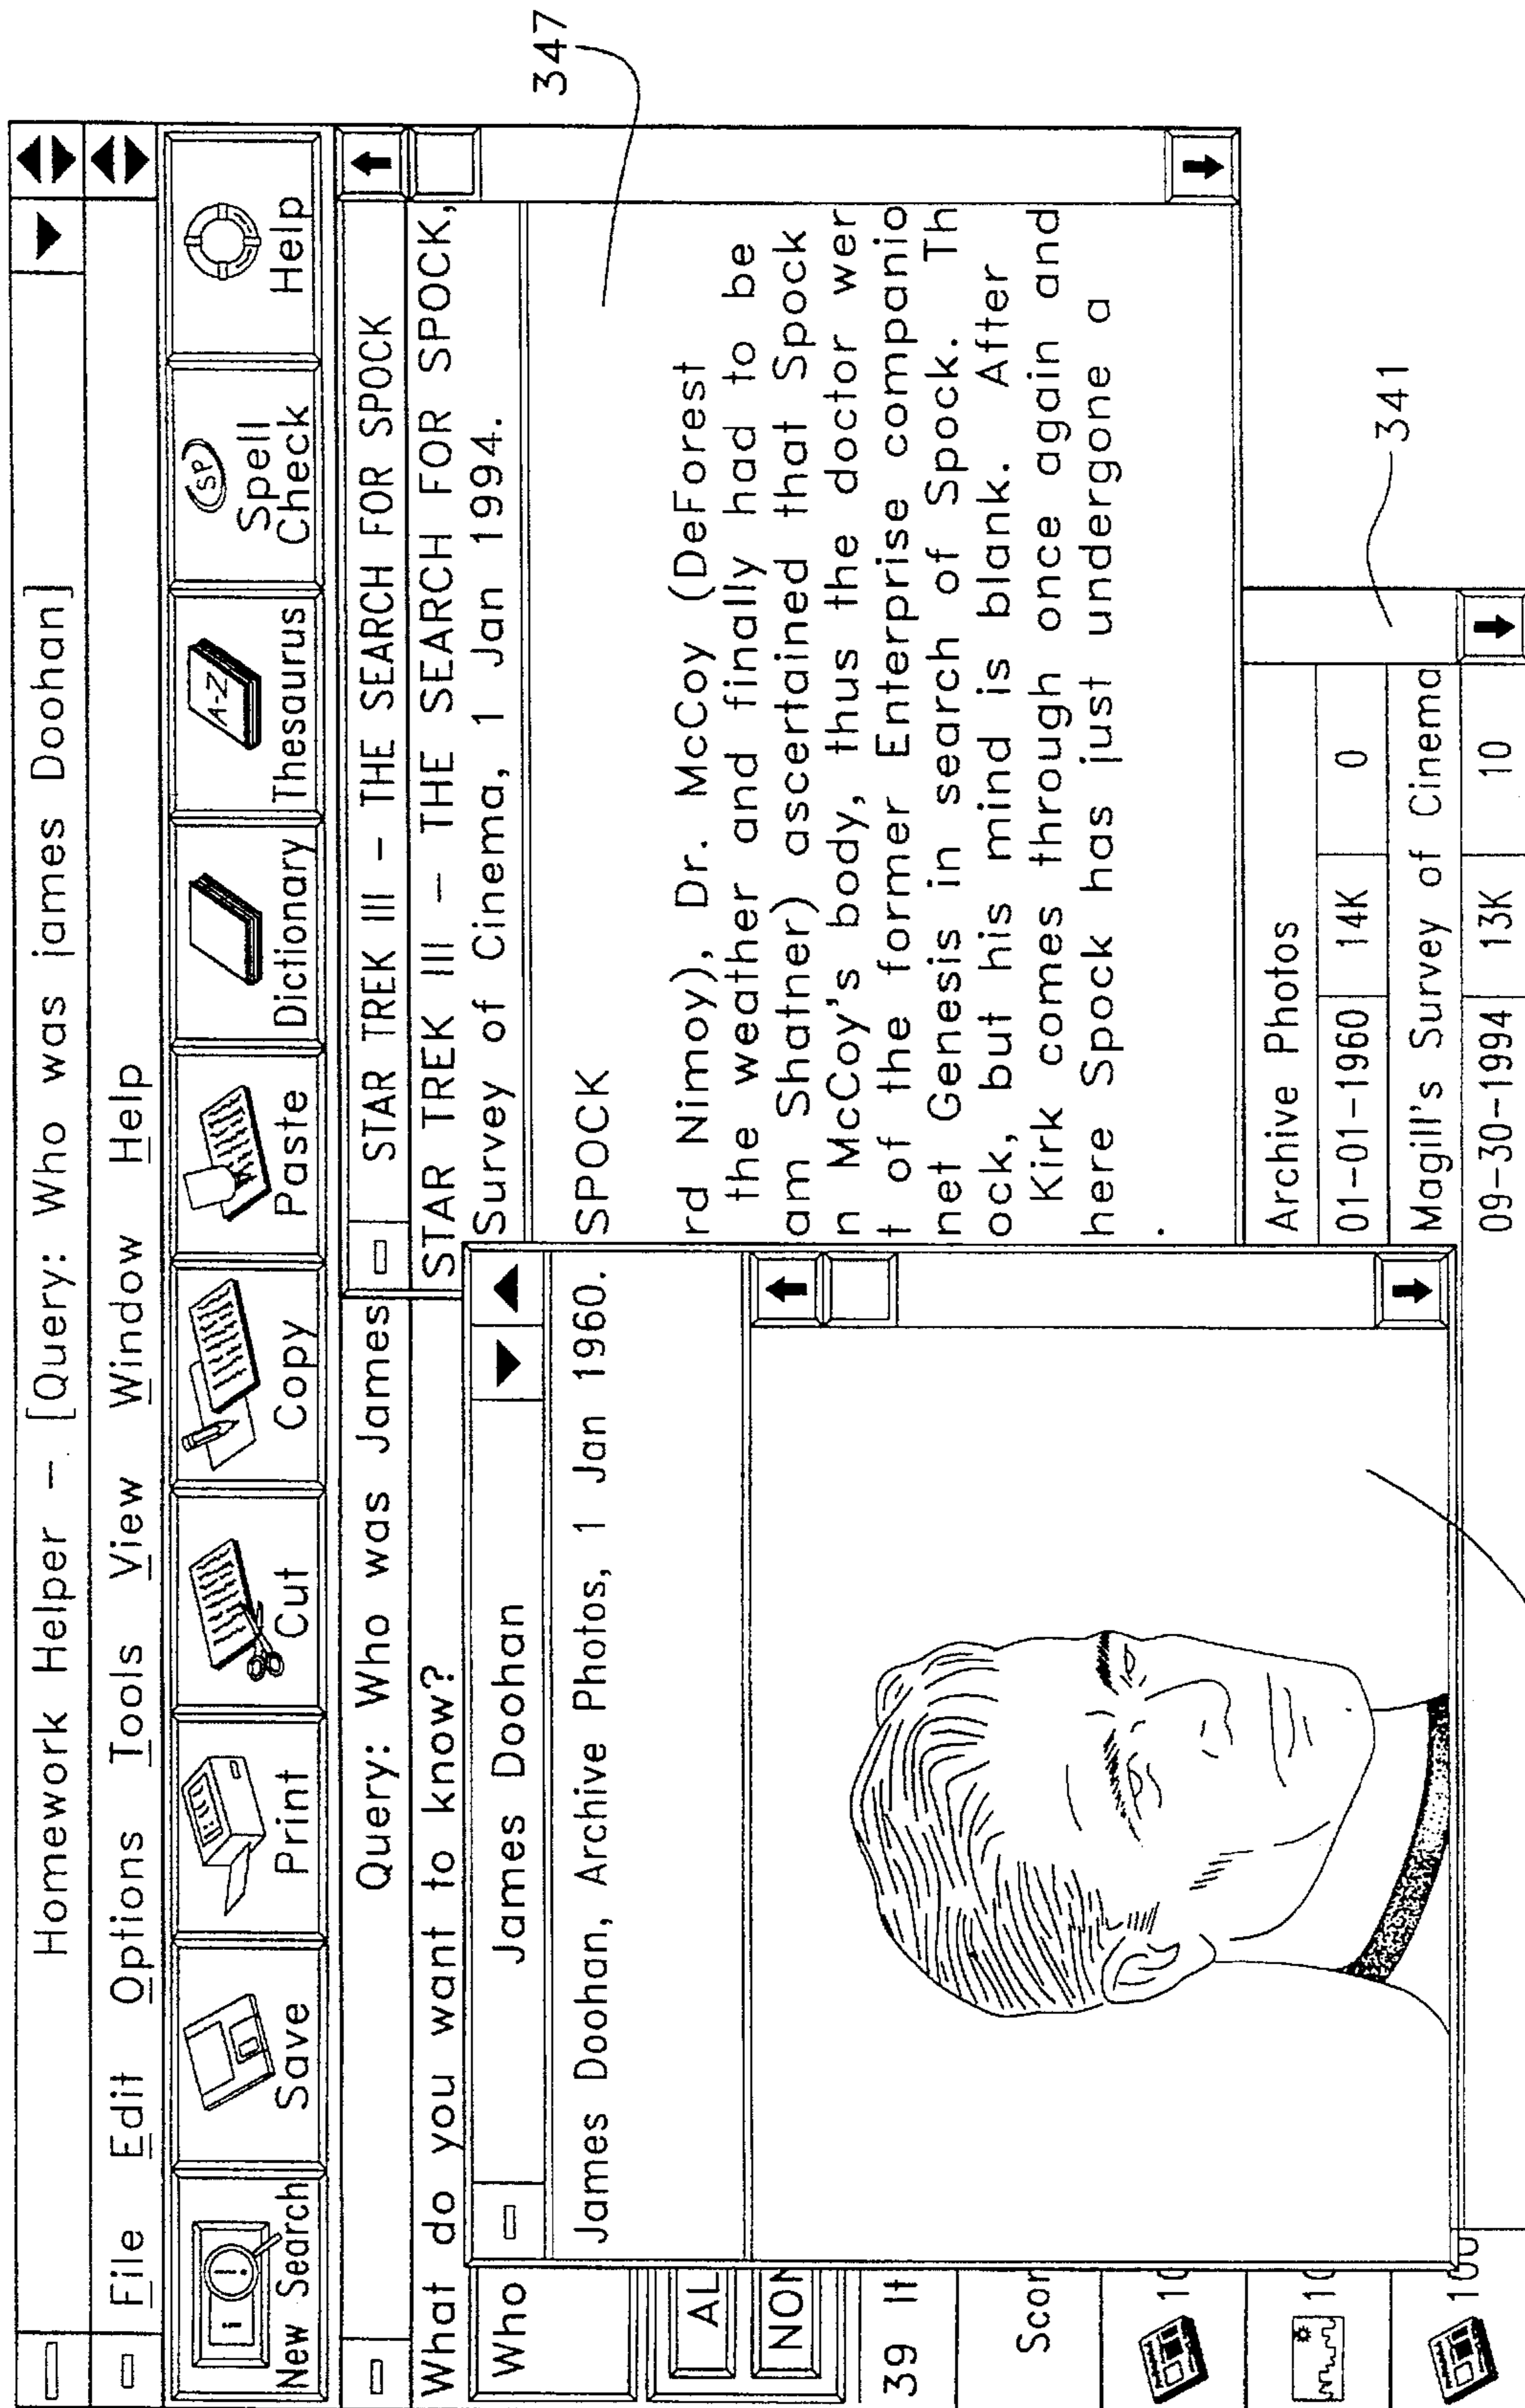 Homework Helper – [Query: Who was james Doohan]
File Edit Options Tools View Window Help
New Search
Save
Print
Cut
Copy
Paste
Dictionary
A-Z
Thesaurus
SP
Spell
Check
Help
Query: Who was James
STAR TREK III – THE SEARCH FOR SPOCK
What do you want to know?
STAR TREK III – THE SEARCH FOR SPOCK,
Survey of Cinema, 1 Jan 1994.
347
Who
James Doohan
James Doohan, Archive Photos, 1 Jan 1960.
SPOCK
rd Nimoy), Dr. McCoy (DeForest
the weather and finally had to be
am Shatner) ascertained that Spock
n McCoy's body, thus the doctor wer
t of the former Enterprise companio
net Genesis in search of Spock. Th
ock, but his mind is blank. After
Kirk comes through once again and
here Spock has just undergone a
.
AL
NON
39 It
Scor
10
10
100
Archive Photos
01–01–1960 14K 0
Magill's Survey of Cinema
09–30–1994 13K 10
341